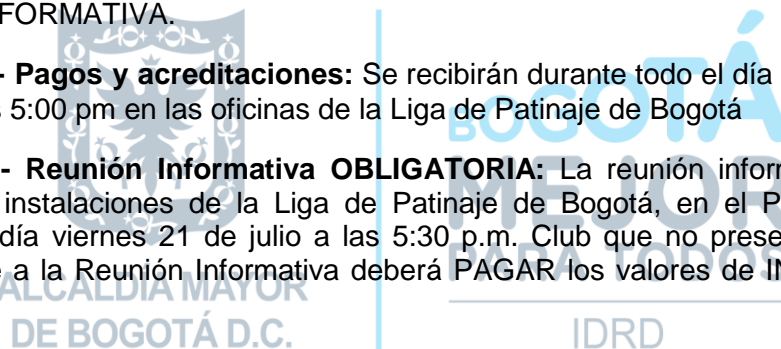 FORMATIVA.
- Pagos y acreditaciones: Se recibirán durante todo el día
5:00 pm en las oficinas de la Liga de Patinaje de Bogotá
- Reunión Informativa OBLIGATORIA: La reunión infor
instalaciones de la Liga de Patinaje de Bogotá, en el P
día viernes 21 de julio a las 5:30 p.m. Club que no prese
a la Reunión Informativa deberá PAGAR los valores de IN
ALCALDÍA MAYOR
DE BOGOTÁ D.C.
BOGOTÁ
MEJOR
PARA TODOS
IDRD